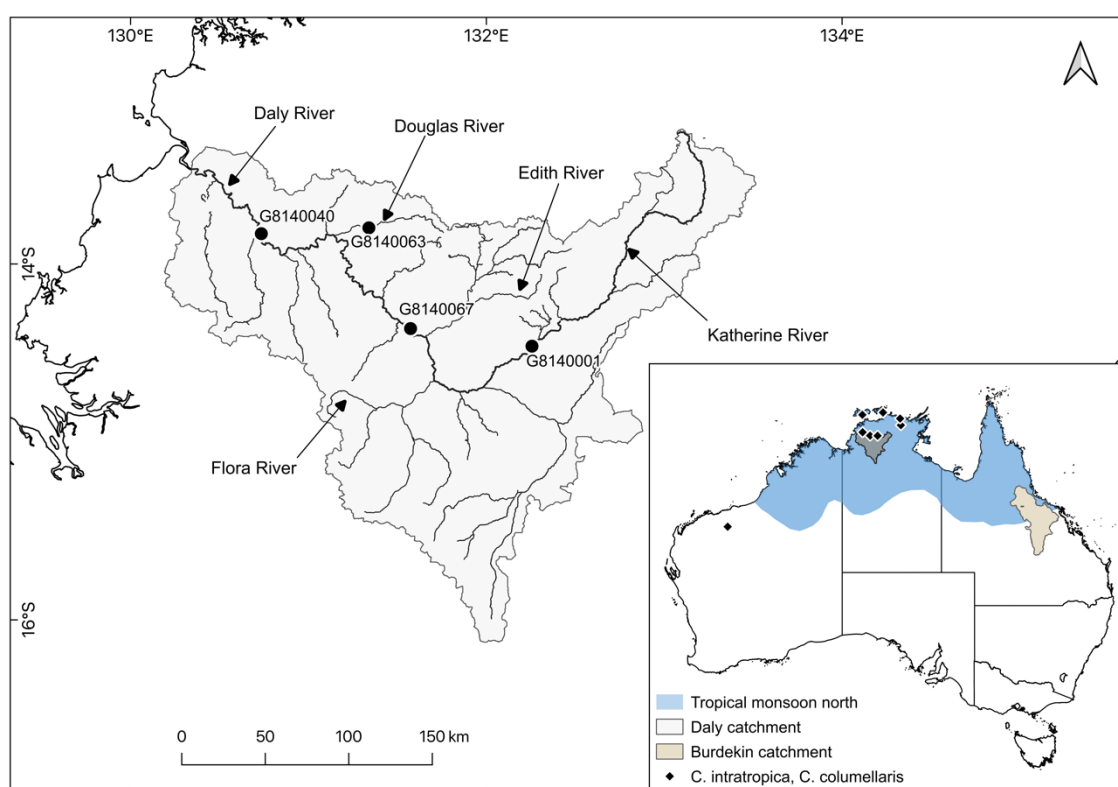 130°E
132°E
134°E
Daly River
Douglas River
Edith River
G8140040
G8140063
14°S
G8140067
Katherine River
G8140001
Flora River
16°S
0 50 100 150 km
Tropical monsoon north
Daly catchment
Burdekin catchment
C. intratropica, C. columellaris